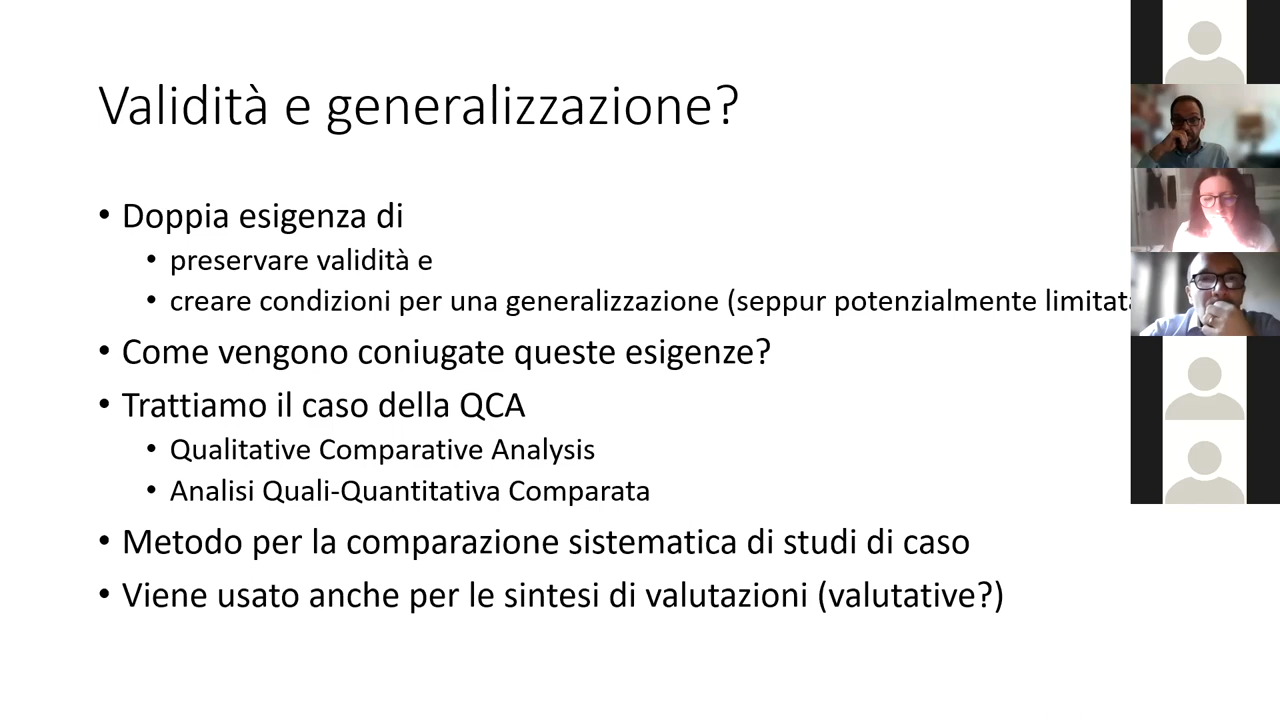 Validità e generalizzazione?
• Doppia esigenza di
• preservare validità e
• creare condizioni per una generalizzazione (seppur potenzialmente limitata
• Come vengono coniugate queste esigenze?
• Trattiamo il caso della QCA
• Qualitative Comparative Analysis
• Analisi Quali-Quantitativa Comparata
• Metodo per la comparazione sistematica di studi di caso
• Viene usato anche per le sintesi di valutazioni (valutative?)